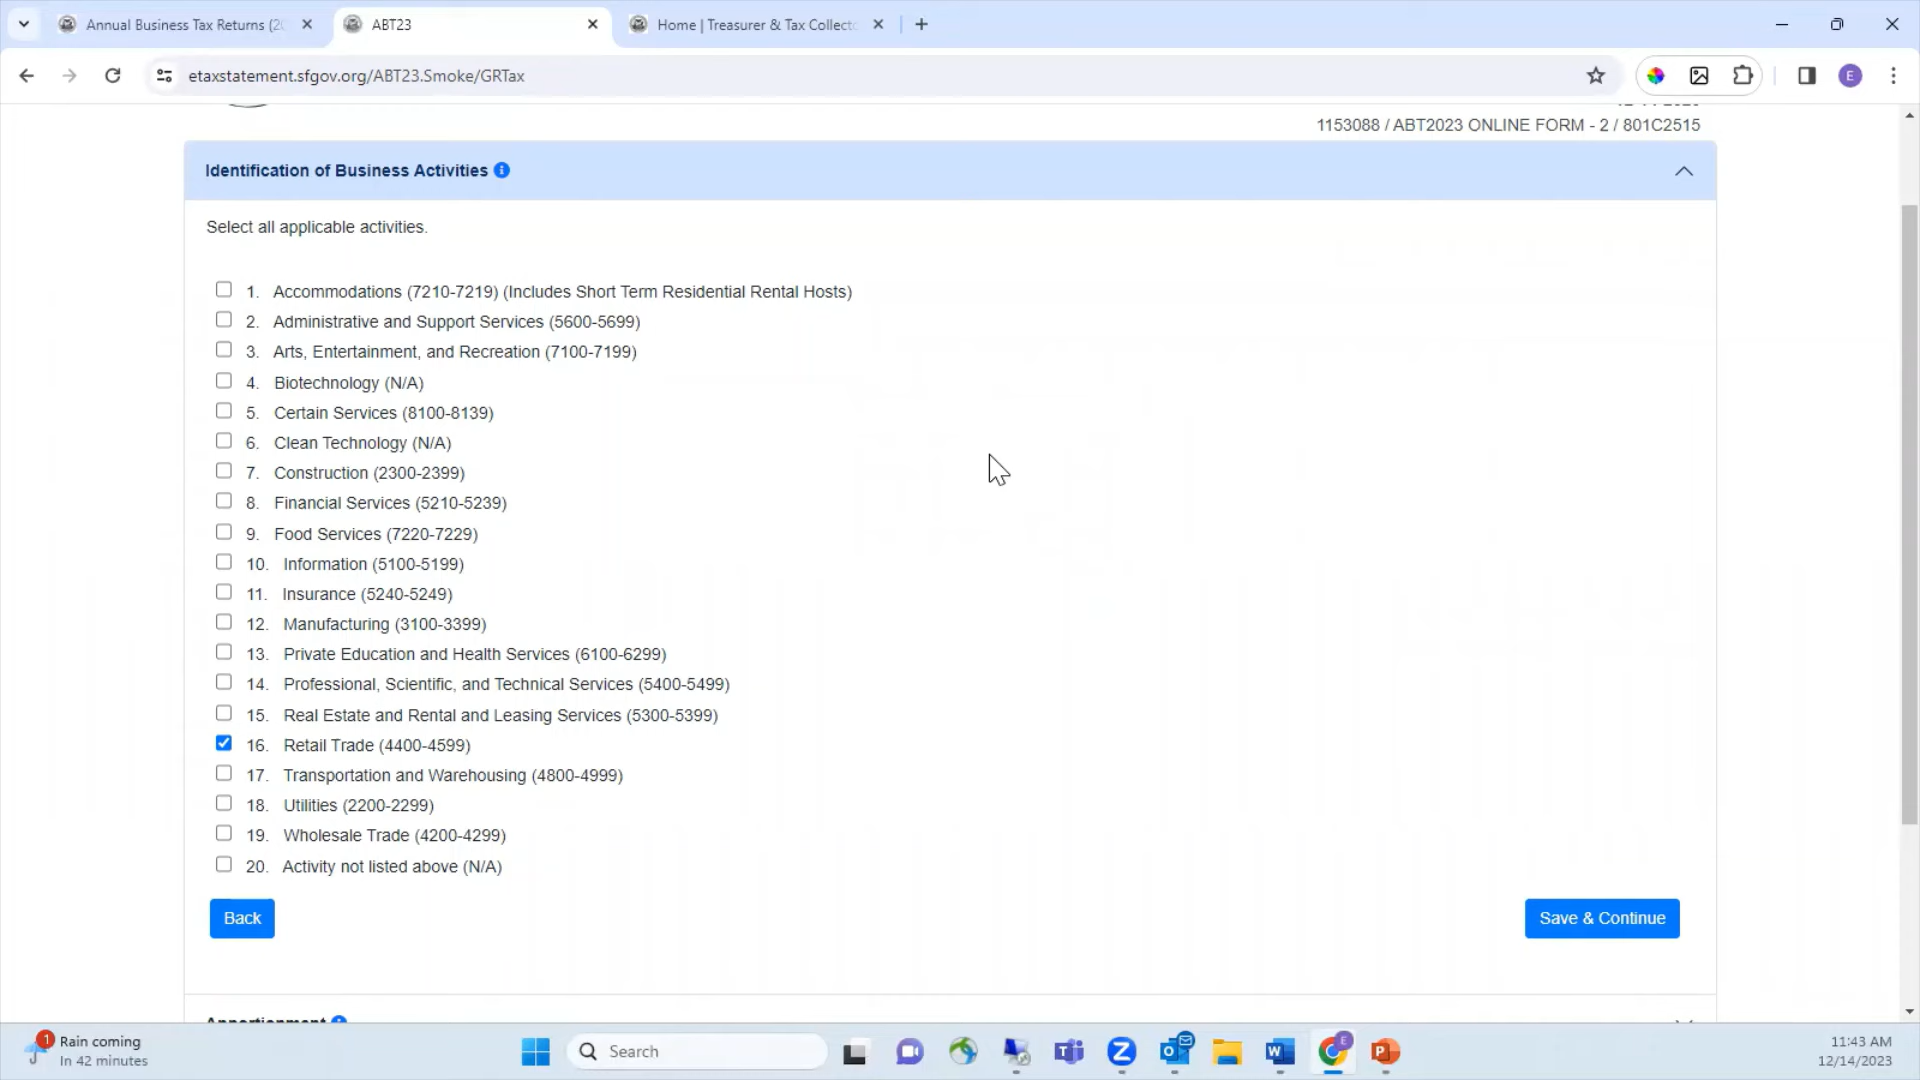 Annual Business Tax Returns (20
ABT23
Home | Treasurer & Tax Collecto
etaxstatement.sfgov.org/ABT23.Smoke/GRTax
E
1153088 / ABT2023 ONLINE FORM - 2 / 801C2515
Identification of Business Activities
Select all applicable activities.
1. Accommodations (7210-7219) (Includes Short Term Residential Rental Hosts)
2. Administrative and Support Services (5600-5699)
3. Arts, Entertainment, and Recreation (7100-7199)
4. Biotechnology (N/A)
5. Certain Services (8100-8139)
6. Clean Technology (N/A)
7. Construction (2300-2399)
8. Financial Services (5210-5239)
9. Food Services (7220-7229)
10. Information (5100-5199)
11. Insurance (5240-5249)
12. Manufacturing (3100-3399)
13. Private Education and Health Services (6100-6299)
14. Professional, Scientific, and Technical Services (5400-5499)
15. Real Estate and Rental and Leasing Services (5300-5399)
16. Retail Trade (4400-4599)
17. Transportation and Warehousing (4800-4999)
18. Utilities (2200-2299)
19. Wholesale Trade (4200-4299)
20. Activity not listed above (N/A)
Back
Save & Continue
Apportionment
1
Rain coming
In 42 minutes
Search
11:43 AM
12/14/2023